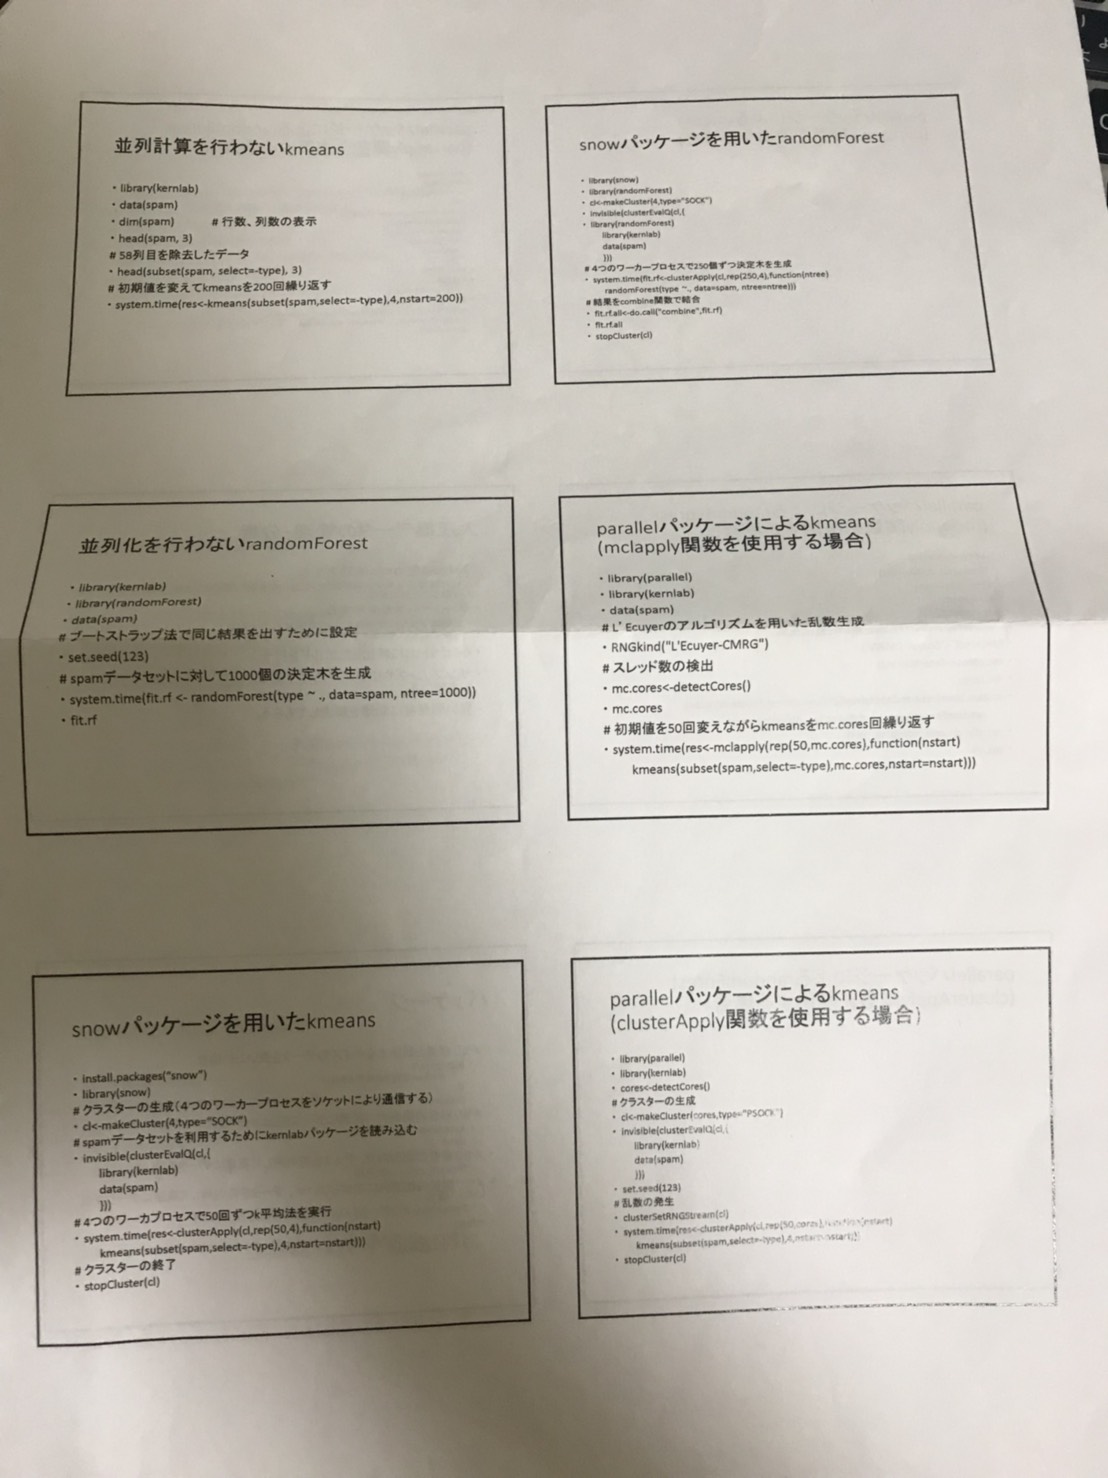 並列計算を行わないkmeans
・library(kernlab)
・data(spam)
・dim(spam) # 行数、列数の表示
・head(spam, 3)
# 58列目を除去したデータ
・head(subset(spam, select=-type), 3)
# 初期値を変えてkmeansを200回繰り返す
・system.time(res<-kmeans(subset(spam,select=-type),4,nstart=200))
snowパッケージを用いたrandomForest
・library(snow)
・library(randomForest)
・cl<-makeCluster(4,type="SOCK")
・invisible(clusterEvalQ(cl,{
・library(randomForest)
library(kernlab)
data(spam)
}))
# 4つのワーカープロセスで250個ずつ決定木を生成
・system.time(fit.rf<-clusterApply(cl,rep(250,4),function(ntree)
randomForest(type ~., data=spam, ntree=ntree)))
# 結果をcombine関数で結合
・fit.rf.all<-do.call("combine",fit.rf)
・fit.rf.all
・stopCluster(cl)
並列化を行わないrandomForest
・library(kernlab)
・library(randomForest)
・data(spam)
# ブートストラップ法で同じ結果を出すために設定
・set.seed(123)
# spamデータセットに対して1000個の決定木を生成
・system.time(fit.rf <- randomForest(type ~ ., data=spam, ntree=1000))
・fit.rf
parallelパッケージによるkmeans
(mclapply関数を使用する場合)
・library(parallel)
・library(kernlab)
・data(spam)
# L' Ecuyerのアルゴリズムを用いた乱数生成
・RNGkind("L'Ecuyer-CMRG")
# スレッド数の検出
・mc.cores<-detectCores()
・mc.cores
# 初期値を50回変えながらkmeansをmc.cores回繰り返す
・system.time(res<-mclapply(rep(50,mc.cores),function(nstart)
kmeans(subset(spam,select=-type),mc.cores,nstart=nstart)))
snowパッケージを用いたkmeans
・install.packages("snow")
・library(snow)
# クラスターの生成(4つのワーカープロセスをソケットにより通信する)
・cl<-makeCluster(4,type="SOCK")
# spamデータセットを利用するためにkernlabパッケージを読み込む
・invisible(clusterEvalQ(cl,{
library(kernlab)
data(spam)
}))
# 4つのワーカプロセスで50回ずつk平均法を実行
・system.time(res<-clusterApply(cl,rep(50,4),function(nstart)
kmeans(subset(spam,select=-type),4,nstart=nstart)))
# クラスターの終了
・stopCluster(cl)
parallelパッケージによるkmeans
(clusterApply関数を使用する場合)
・library(parallel)
・library(kernlab)
・cores<-detectCores()
# クラスターの生成
・cl<-makeCluster(cores,type="PSOCK")
・invisible(clusterEvalQ(cl,{
library(kernlab)
data(spam)
}))
・set.seed(123)
# 乱数の発生
・clusterSetRNGStream(cl)
・system.time(res<-clusterApply(cl,rep(50,cores),function(nstart)
kmeans(subset(spam,select=-type),4,nstart=nstart)))
・stopCluster(cl)